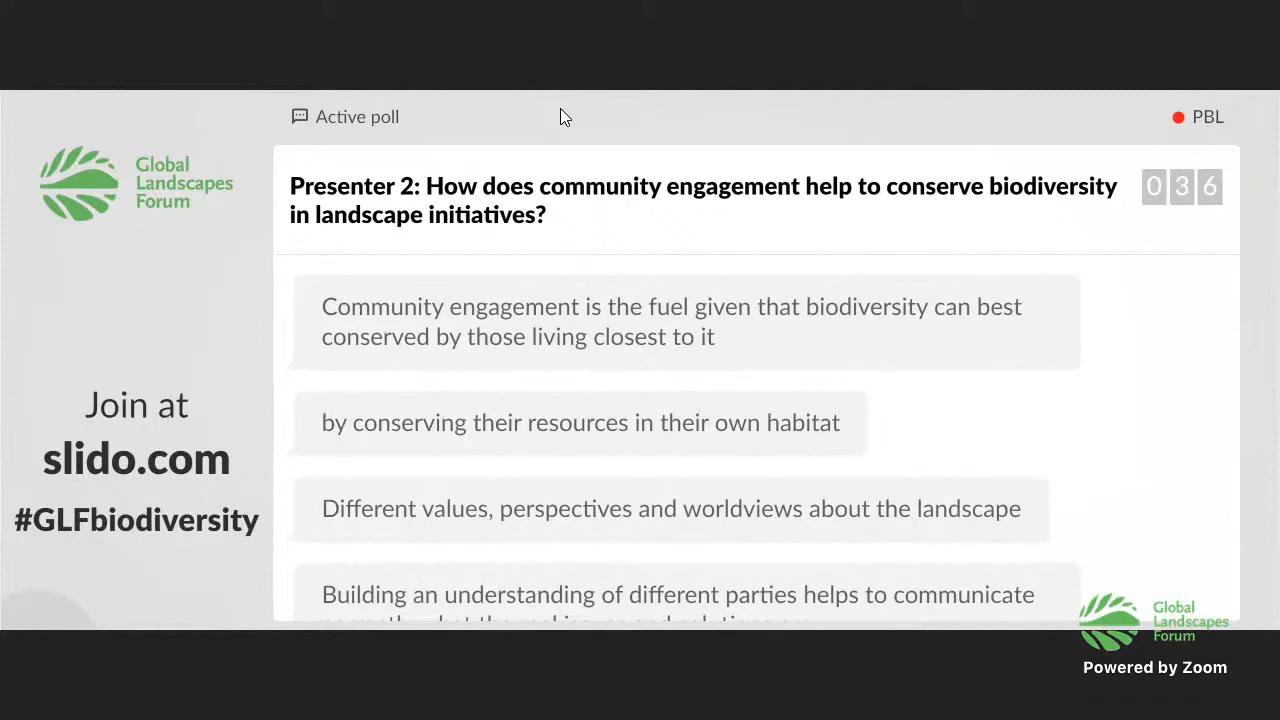 Active poll
PBL
Global
Landscapes
Forum
Presenter 2: How does community engagement help to conserve biodiversity
in landscape initiatives?
0 3 6
Community engagement is the fuel given that biodiversity can best
conserved by those living closest to it
by conserving their resources in their own habitat
Different values, perspectives and worldviews about the landscape
Building an understanding of different parties helps to communicate
Join at
slido.com
#GLFbiodiversity
Global
Landscapes
Forum
Powered by Zoom